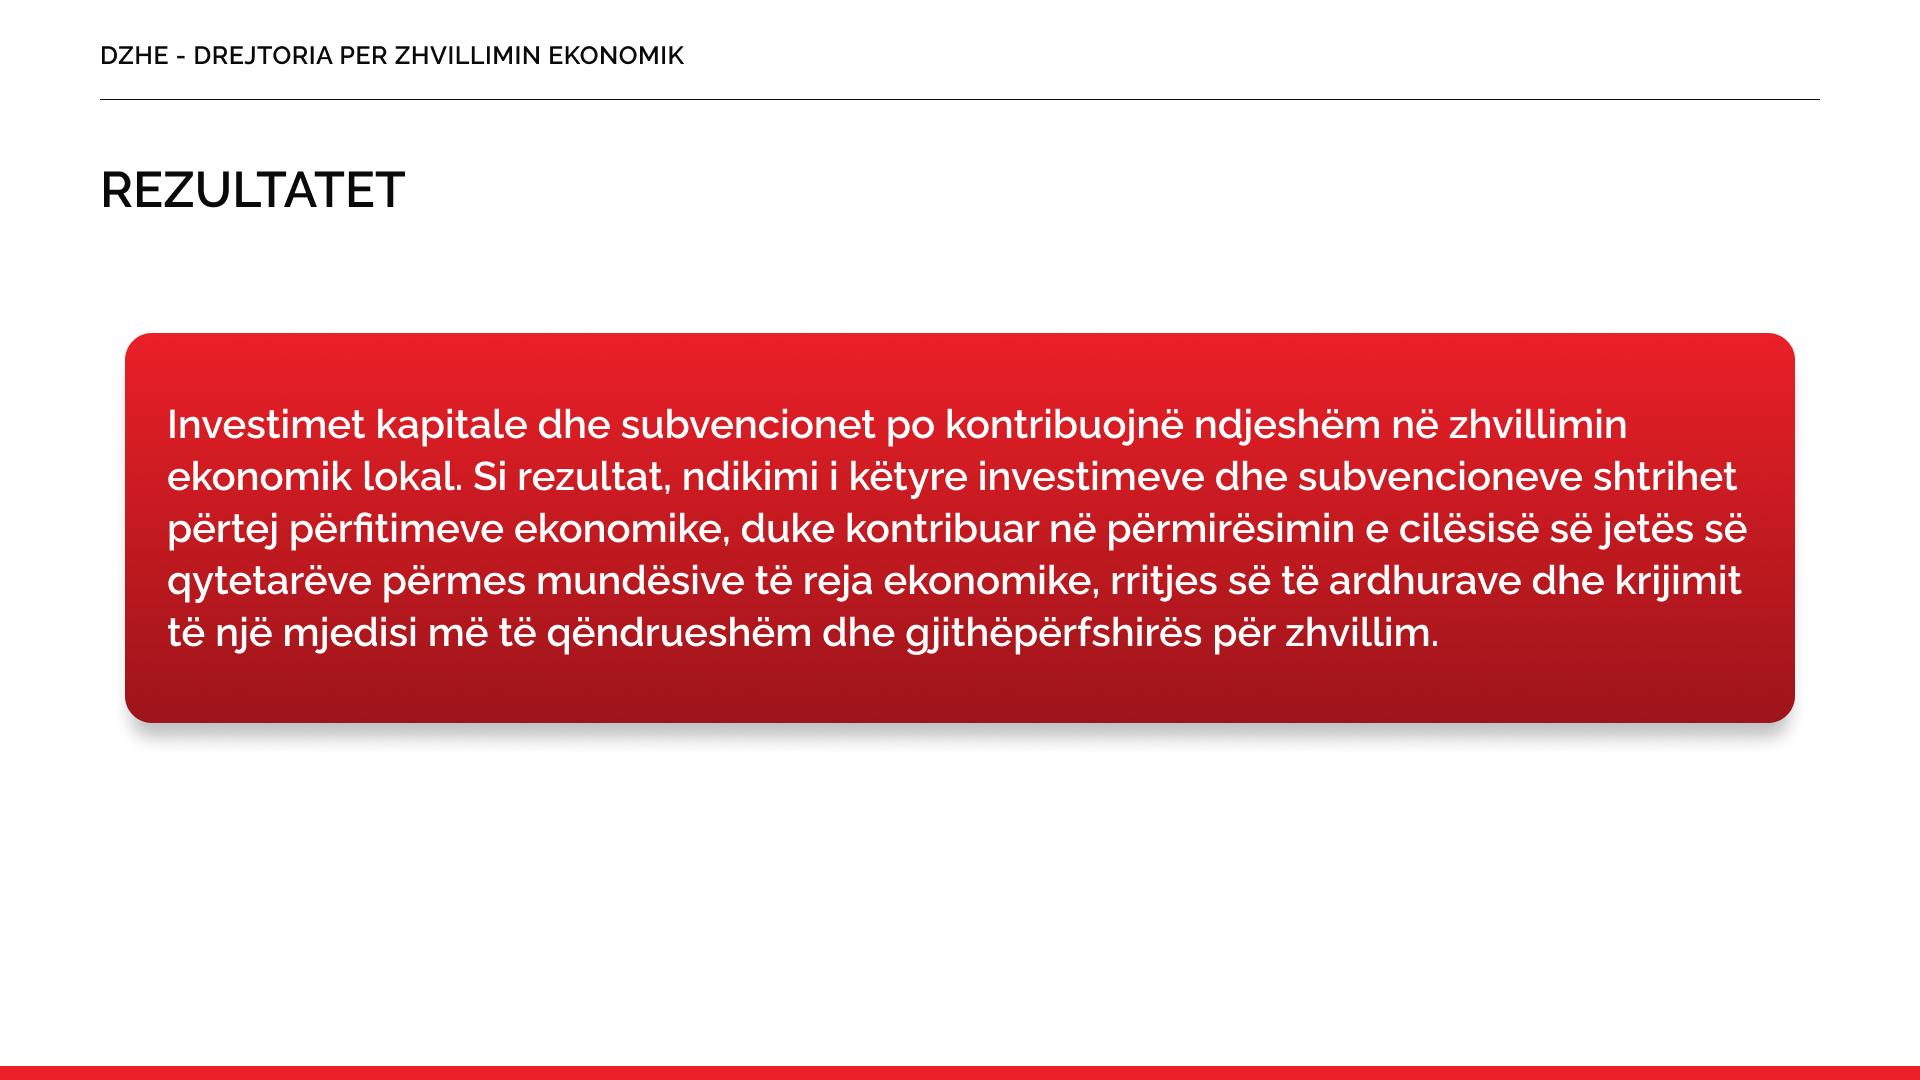 DZHE - DREJTORIA PER ZHVILLIMIN EKONOMIK
REZULTATET
Investimet kapitale dhe subvencionet po kontribuojnë ndjeshëm në zhvillimin
ekonomik lokal. Si rezultat, ndikimi i këtyre investimeve dhe subvencioneve shtrihet
përtej përfitimeve ekonomike, duke kontribuar në përmirësimin e cilësisë së jetës së
qytetarëve përmes mundësive të reja ekonomike, rritjes së të ardhurave dhe krijimit
të një mjedisi më të qëndrueshëm dhe gjithëpërfshirës për zhvillim.